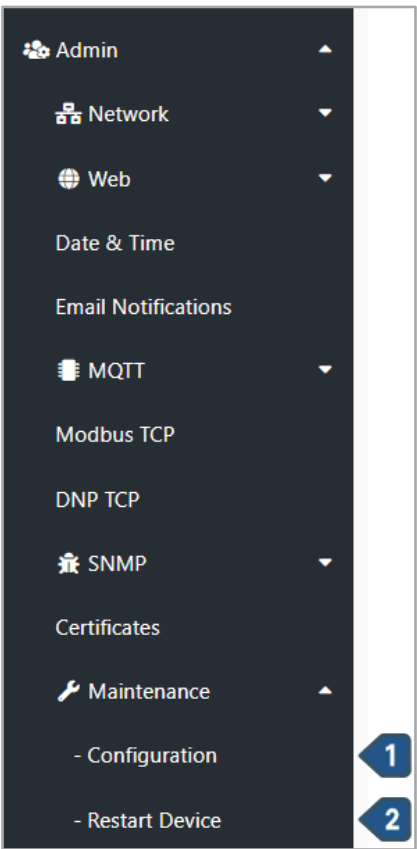 Admin
Network
Web
Date & Time
Email Notifications
MQTT
Modbus TCP
DNP TCP
SNMP
Certificates
Maintenance
- Configuration 1
- Restart Device 2